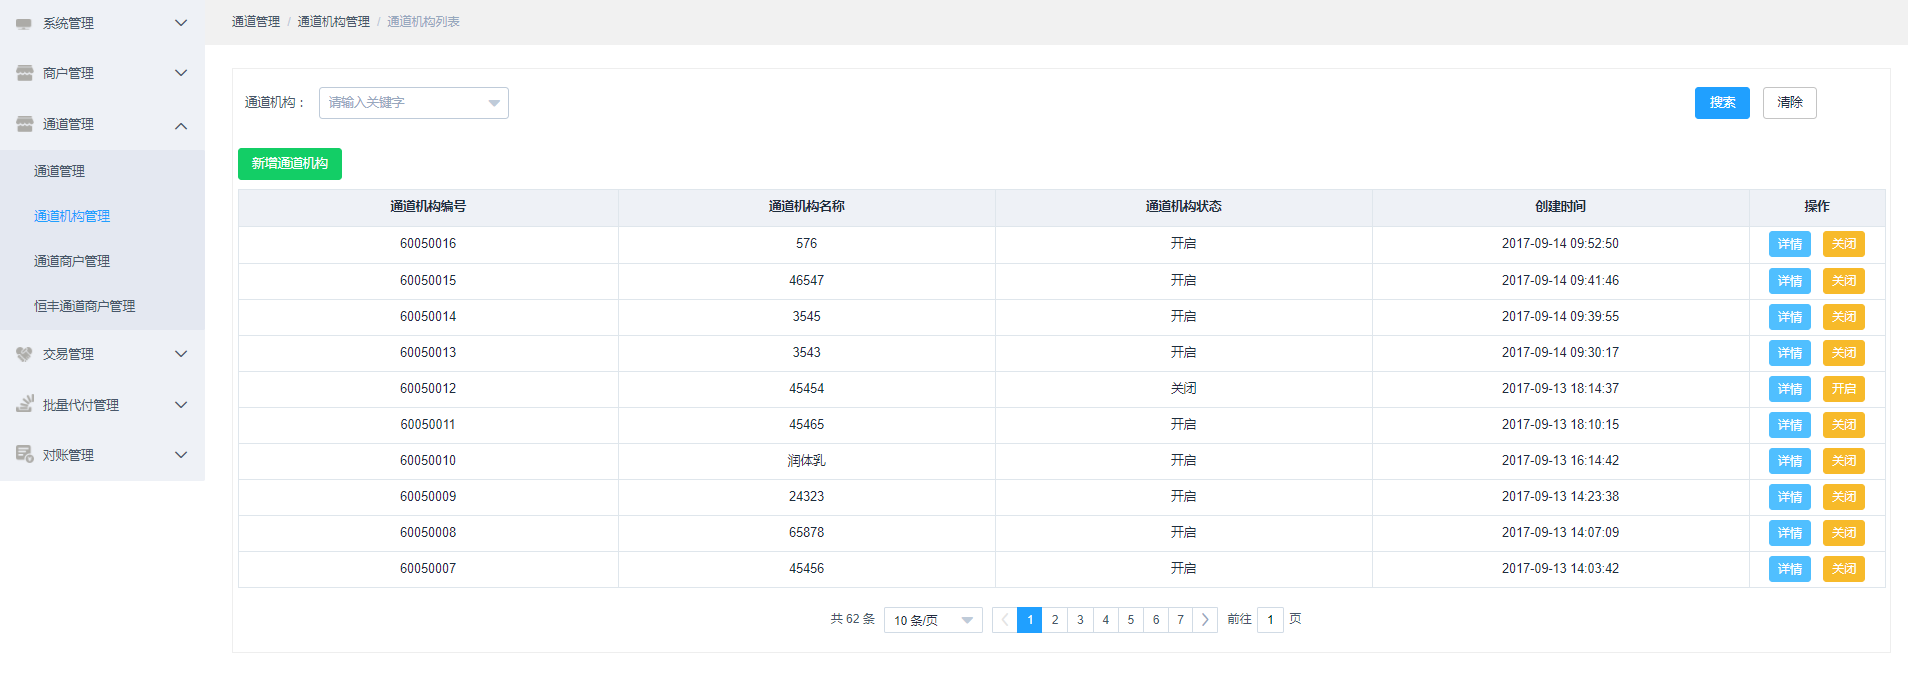 系统管理
商户管理
通道管理
通道管理
通道机构管理
通道商户管理
恒丰通道商户管理
交易管理
批量代付管理
对账管理
通道管理 / 通道机构管理 / 通道机构列表
通道机构： 请输入关键字 搜索 清除
新增通道机构
通道机构编号 通道机构名称 通道机构状态 创建时间 操作
60050016 576 开启 2017-09-14 09:52:50 详情 关闭
60050015 46547 开启 2017-09-14 09:41:46 详情 关闭
60050014 3545 开启 2017-09-14 09:39:55 详情 关闭
60050013 3543 开启 2017-09-14 09:30:17 详情 关闭
60050012 45454 关闭 2017-09-13 18:14:37 详情 开启
60050011 45465 开启 2017-09-13 18:10:15 详情 关闭
60050010 润体乳 开启 2017-09-13 16:14:42 详情 关闭
60050009 24323 开启 2017-09-13 14:23:38 详情 关闭
60050008 65878 开启 2017-09-13 14:07:09 详情 关闭
60050007 45456 开启 2017-09-13 14:03:42 详情 关闭
共 62 条 10 条/页 1 2 3 4 5 6 7 前往 1 页